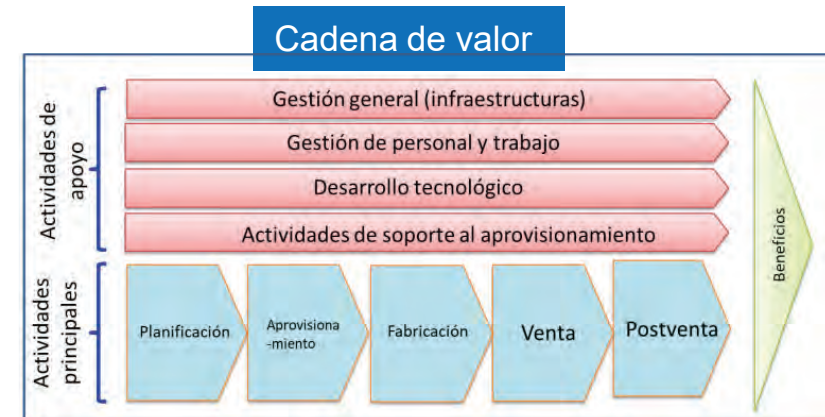 Cadena de valor
Actividades de
apoyo
Gestión general (infraestructuras)
Gestión de personal y trabajo
Desarrollo tecnológico
Actividades de soporte al aprovisionamiento
Actividades
principales
Planificación
Aprovisiona
-miento
Fabricación
Venta
Postventa
Beneficios